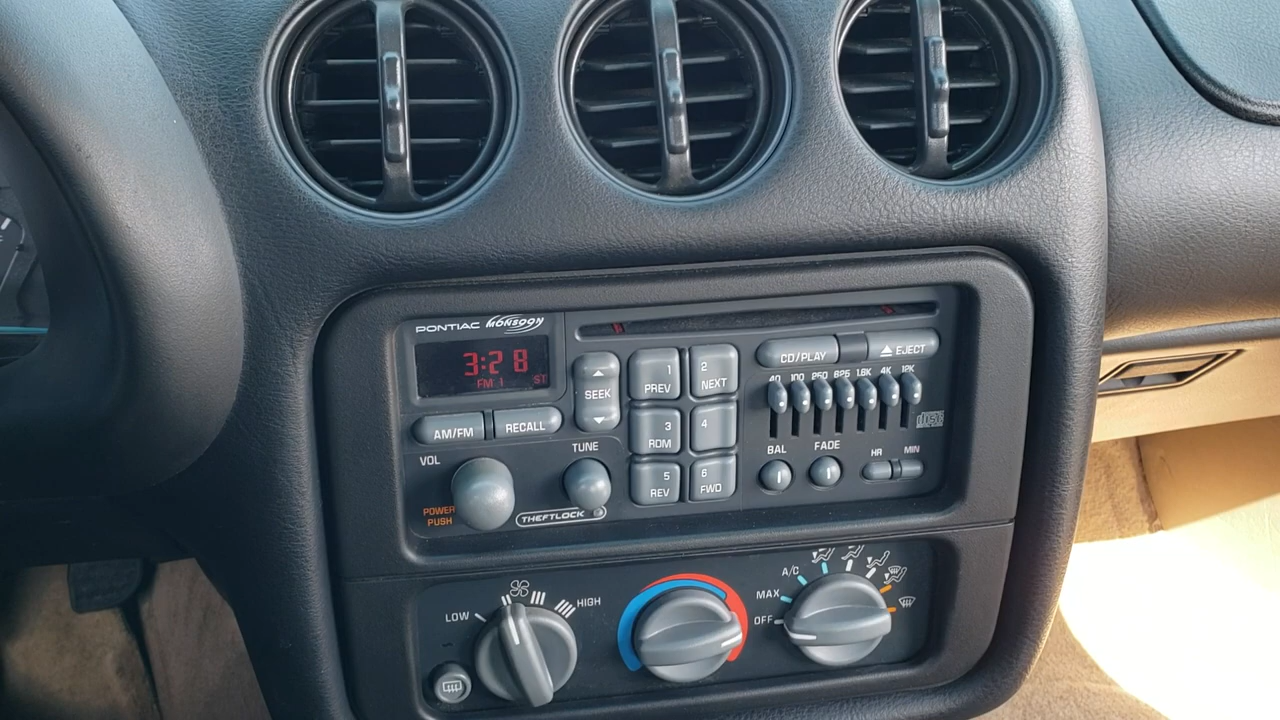 PONTIAC MONSOON
3:28
FM 1 ST
AM/FM RECALL
VOL
POWER
PUSH
SEEK
TUNE
THEFTLOCK
1 PREV
2 NEXT
3 RDM
4
5 REV
6 FWD
CD/PLAY
EJECT
40 100 250 625 1.6K 4K 12K
BAL FADE
HR MIN
LOW HIGH
OFF
MAX
A/C